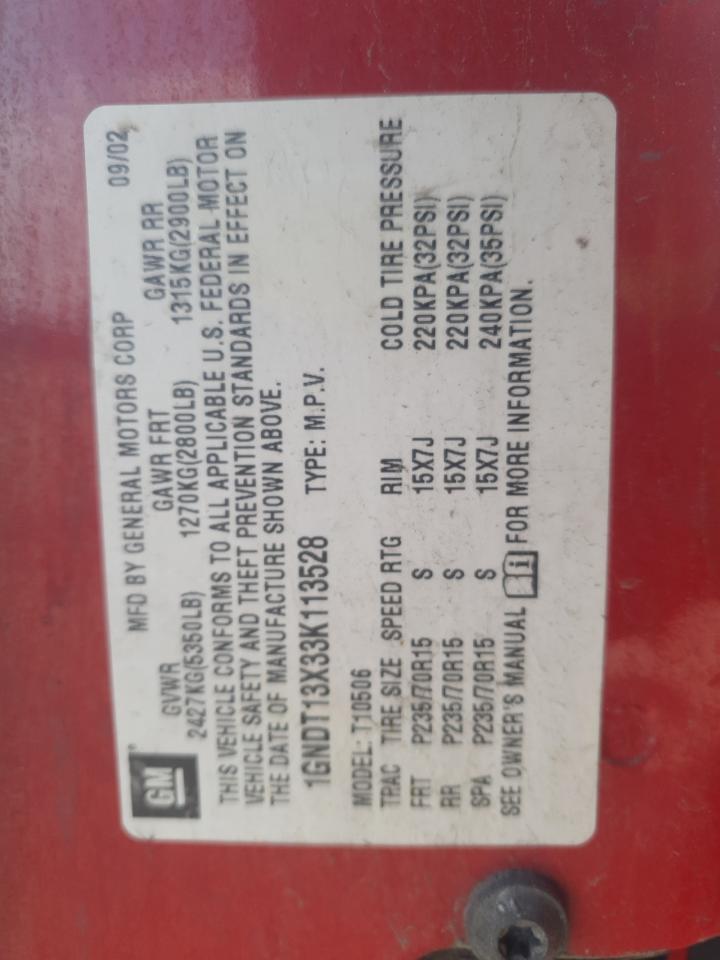 GM
MFD BY GENERAL MOTORS CORP 09/02
GVWR GAWR FRT GAWR RR
2427KG(5350LB) 1270KG(2800LB) 1315KG(2900LB)
THIS VEHICLE CONFORMS TO ALL APPLICABLE U.S. FEDERAL MOTOR
VEHICLE SAFETY AND THEFT PREVENTION STANDARDS IN EFFECT ON
THE DATE OF MANUFACTURE SHOWN ABOVE.
1GNDT13X33K113528 TYPE: M.P.V.
MODEL: T10506
TRAC TIRE SIZE SPEED RTG RIM COLD TIRE PRESSURE
FRT P235/70R15 S 15X7J 220KPA(32PSI)
RR P235/70R15 S 15X7J 220KPA(32PSI)
SPA P235/70R15 S 15X7J 240KPA(35PSI)
SEE OWNER'S MANUAL i FOR MORE INFORMATION.